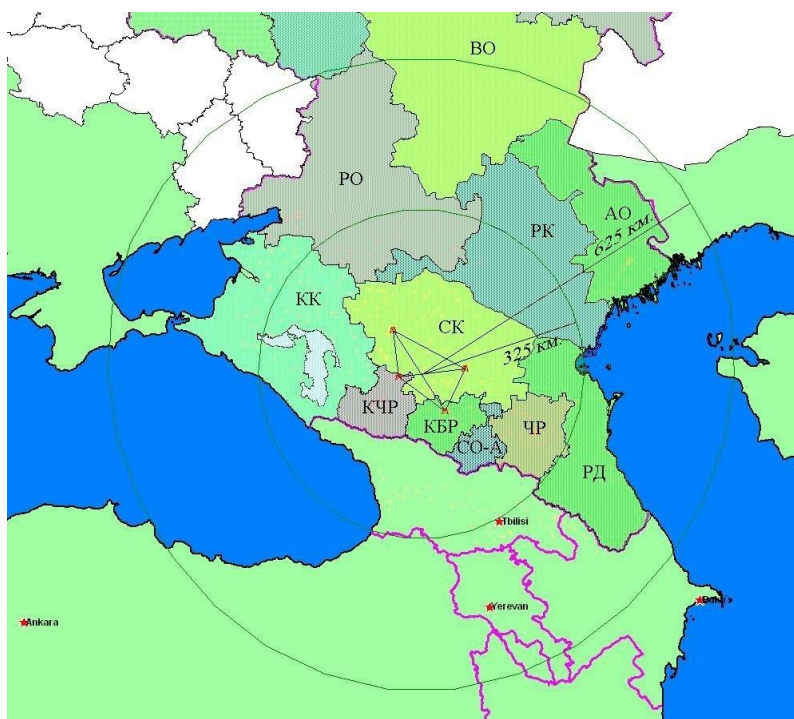 ВО
РО
АО
РК
625 км.
КК
СК
325 км.
КЧР
КБР
ЧР
СО-А
РД
Tbilisi
Baku
Yerevan
Ankara